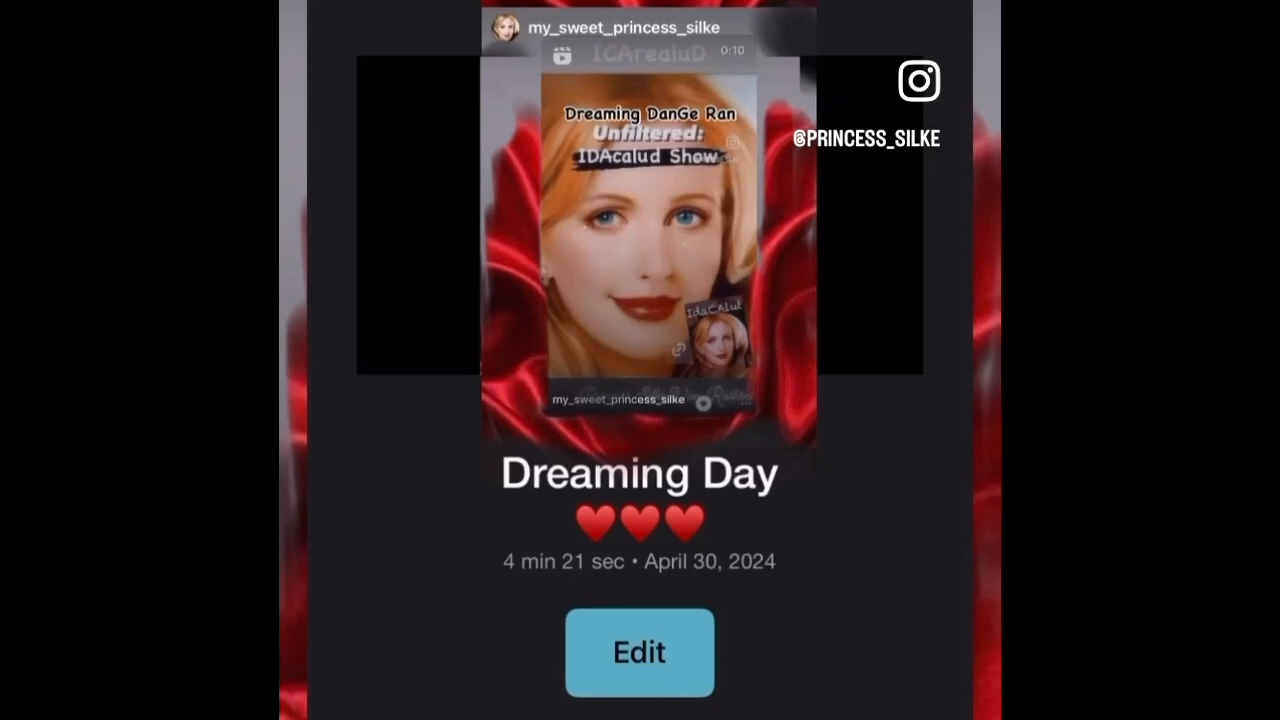 my_sweet_princess_silke
ICArealuD
0:10
@PRINCESS_SILKE
Dreaming DanGe Ran
Unfiltered:
IDAcalud Show
my_sweet_princess_silke
Dreaming Day
♥️♥️♥️
4 min 21 sec • April 30, 2024
Edit